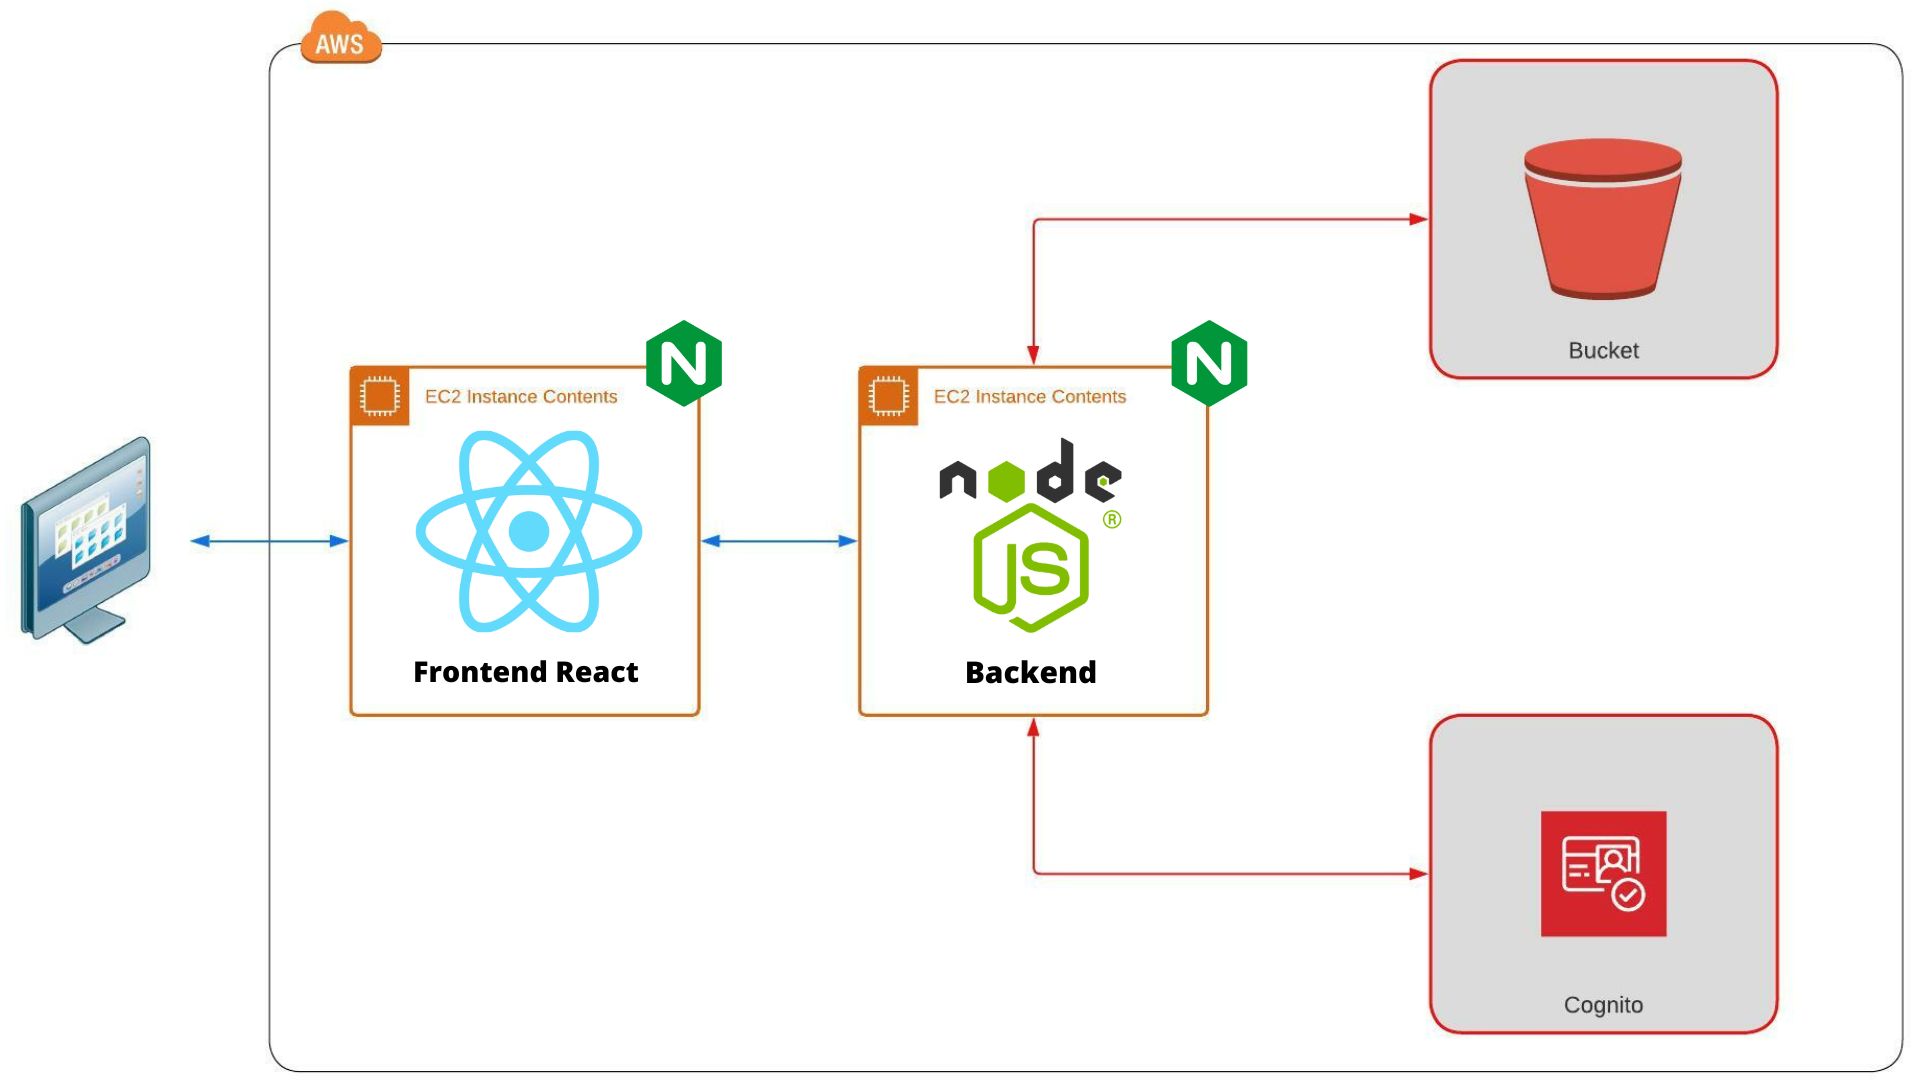 AWS
Bucket
N
EC2 Instance Contents
Frontend React
N
EC2 Instance Contents
node
®
JS
Backend
Cognito